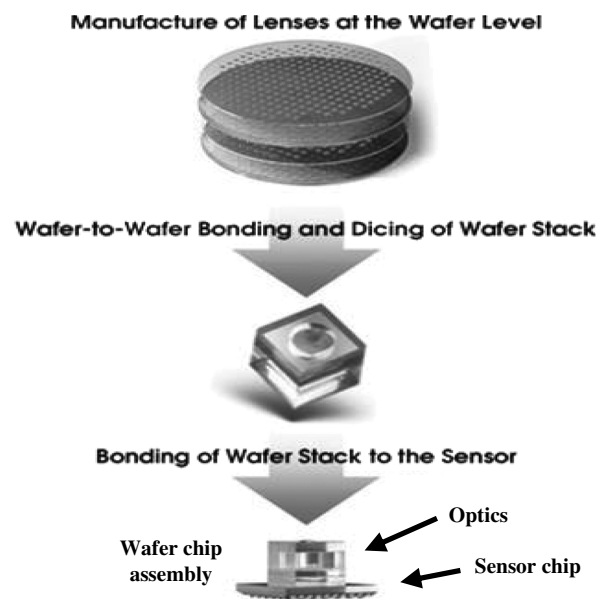 Manufacture of Lenses at the Wafer Level
Wafer-to-Wafer Bonding and Dicing of Wafer Stack
Bonding of Wafer Stack to the Sensor
Optics
Wafer chip
assembly
Sensor chip